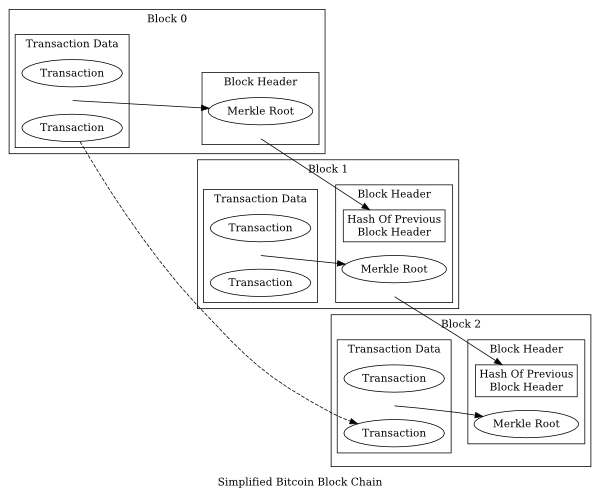 Block 0
Transaction Data
Transaction
Transaction
Block Header
Merkle Root
Block 1
Transaction Data
Transaction
Transaction
Block Header
Hash Of Previous
Block Header
Merkle Root
Block 2
Transaction Data
Transaction
Transaction
Block Header
Hash Of Previous
Block Header
Merkle Root
Simplified Bitcoin Block Chain